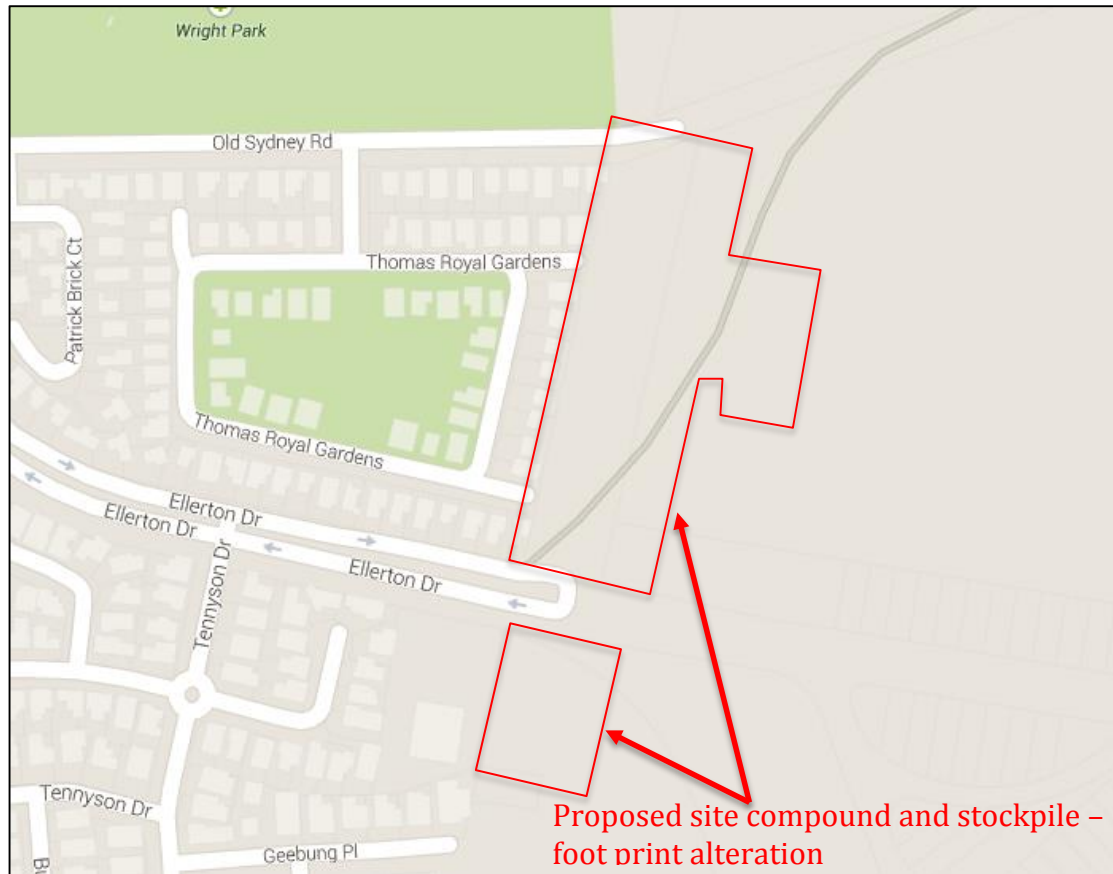 Wright Park
Old Sydney Rd
Thomas Royal Gardens
Patrick Brick Ct
Thomas Royal Gardens
Ellerton Dr
Ellerton Dr
Ellerton Dr
Tennyson Dr
Tennyson Dr
Geebung Pl
Proposed site compound and stockpile –
foot print alteration